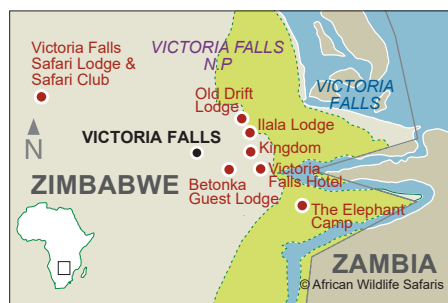 Victoria Falls
Safari Lodge &
Safari Club
VICTORIA FALLS
N.P
Old Drift
Lodge
VICTORIA
FALLS
Ilala Lodge
N
VICTORIA FALLS
Kingdom
ZIMBABWE
Victoria
Falls Hotel
Betonka
Guest Lodge
The Elephant
Camp
ZAMBIA
© African Wildlife Safaris